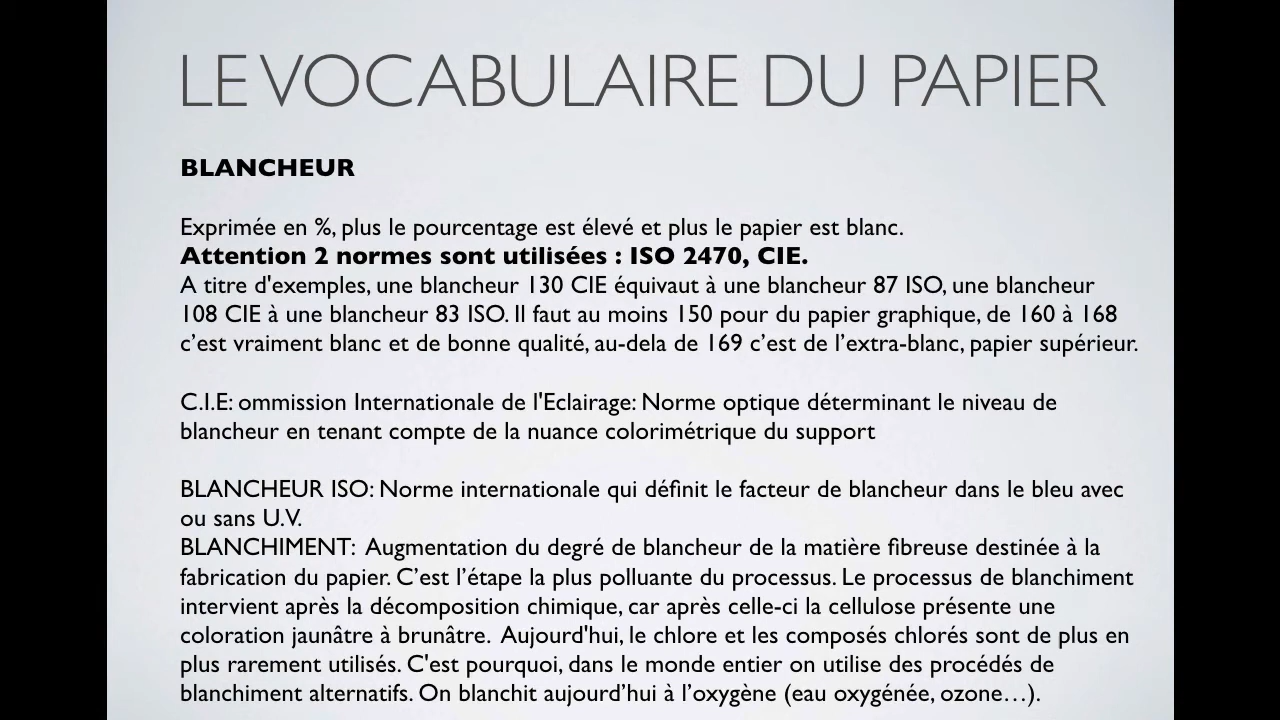 LE VOCABULAIRE DU PAPIER
BLANCHEUR
Exprimée en %, plus le pourcentage est élevé et plus le papier est blanc.
Attention 2 normes sont utilisées : ISO 2470, CIE.
A titre d'exemples, une blancheur 130 CIE équivaut à une blancheur 87 ISO, une blancheur
108 CIE à une blancheur 83 ISO. Il faut au moins 150 pour du papier graphique, de 160 à 168
c’est vraiment blanc et de bonne qualité, au-dela de 169 c’est de l’extra-blanc, papier supérieur.
C.I.E: ommission Internationale de l'Eclairage: Norme optique déterminant le niveau de
blancheur en tenant compte de la nuance colorimétrique du support
BLANCHEUR ISO: Norme internationale qui définit le facteur de blancheur dans le bleu avec
ou sans U.V.
BLANCHIMENT: Augmentation du degré de blancheur de la matière fibreuse destinée à la
fabrication du papier. C’est l’étape la plus polluante du processus. Le processus de blanchiment
intervient après la décomposition chimique, car après celle-ci la cellulose présente une
coloration jaunâtre à brunâtre. Aujourd'hui, le chlore et les composés chlorés sont de plus en
plus rarement utilisés. C'est pourquoi, dans le monde entier on utilise des procédés de
blanchiment alternatifs. On blanchit aujourd’hui à l’oxygène (eau oxygénée, ozone…).